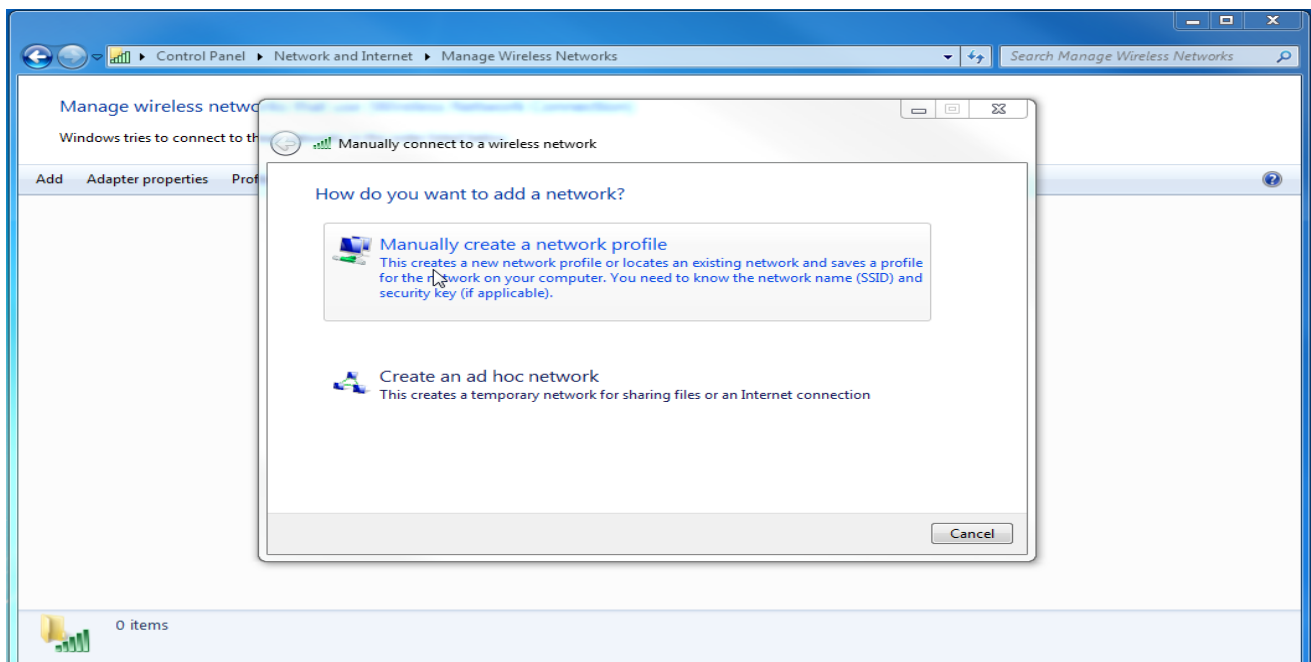 Control Panel Network and Internet Manage Wireless Networks
Search Manage Wireless Networks
Manage wireless netwo
Windows tries to connect to th
Manually connect to a wireless network
Add Adapter properties Prof
How do you want to add a network?
Manually create a network profile
This creates a new network profile or locates an existing network and saves a profile
for the network on your computer. You need to know the network name (SSID) and
security key (if applicable).
Create an ad hoc network
This creates a temporary network for sharing files or an Internet connection
Cancel
0 items